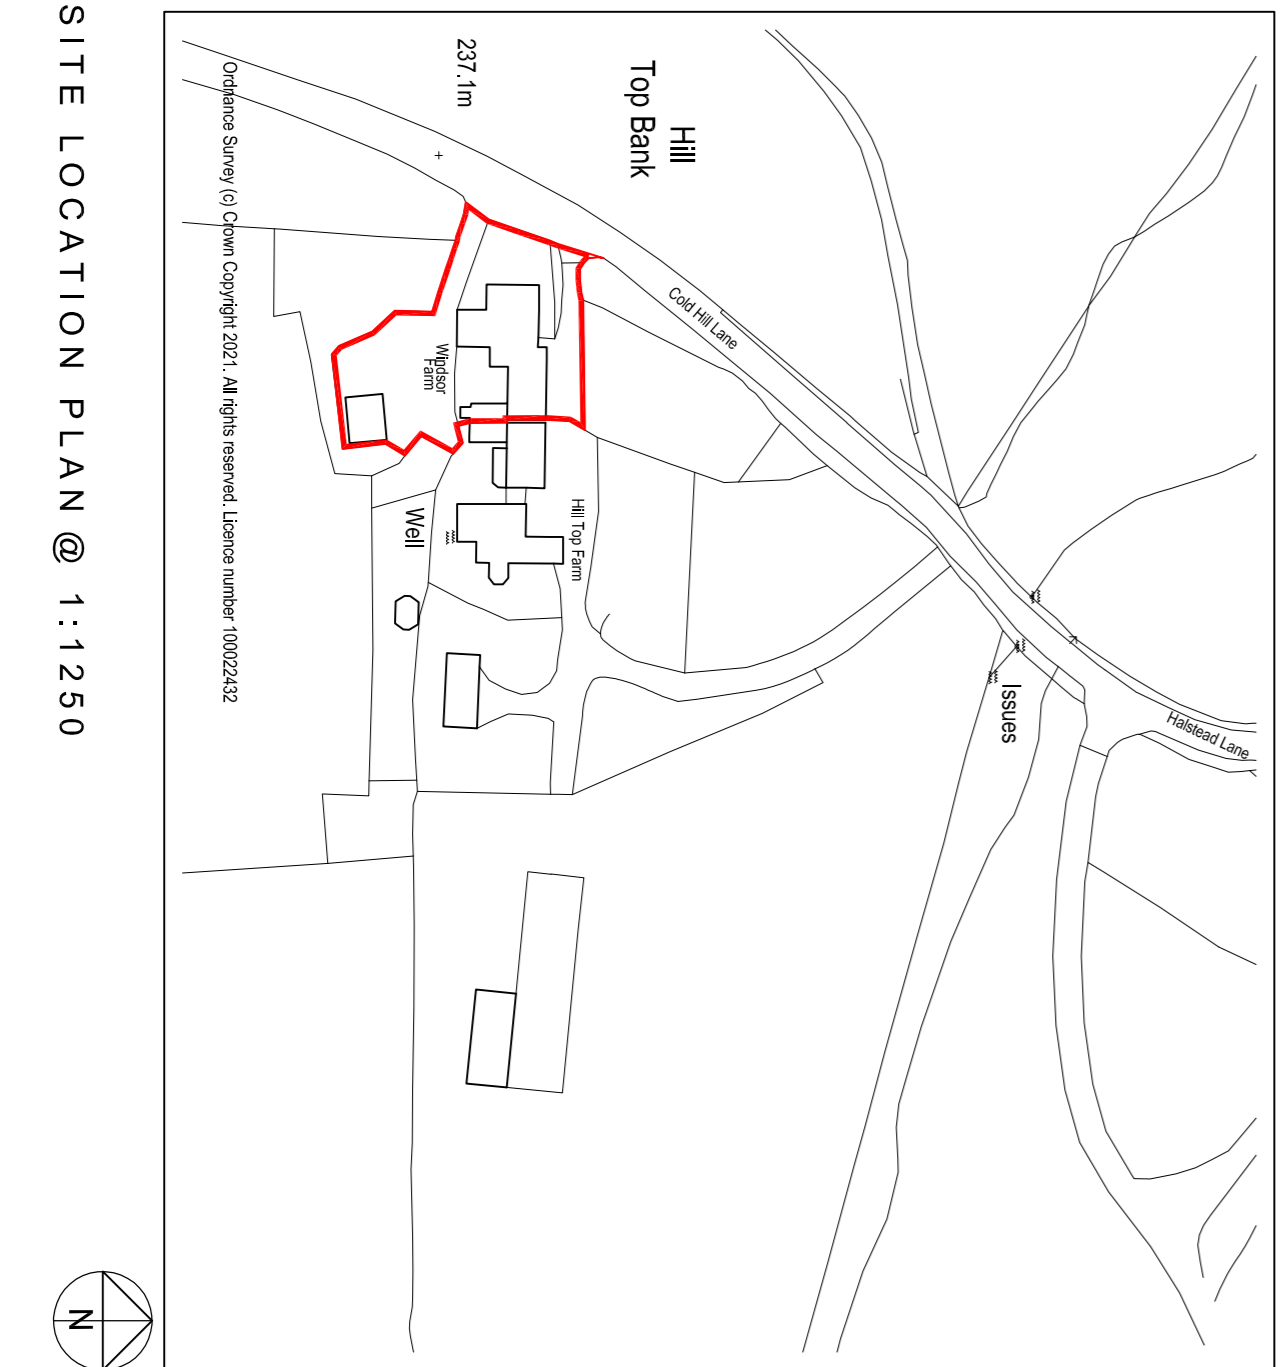 SITE LOCATION PLAN @ 1:1250
Hill
Top Bank
237.1m
Ordnance Survey (c) Crown Copyright 2021. All rights reserved. Licence number 100022432
Cold Hill Lane
Windsor
Farm
Hill Top Farm
Well
Issues
Halstead Lane
N